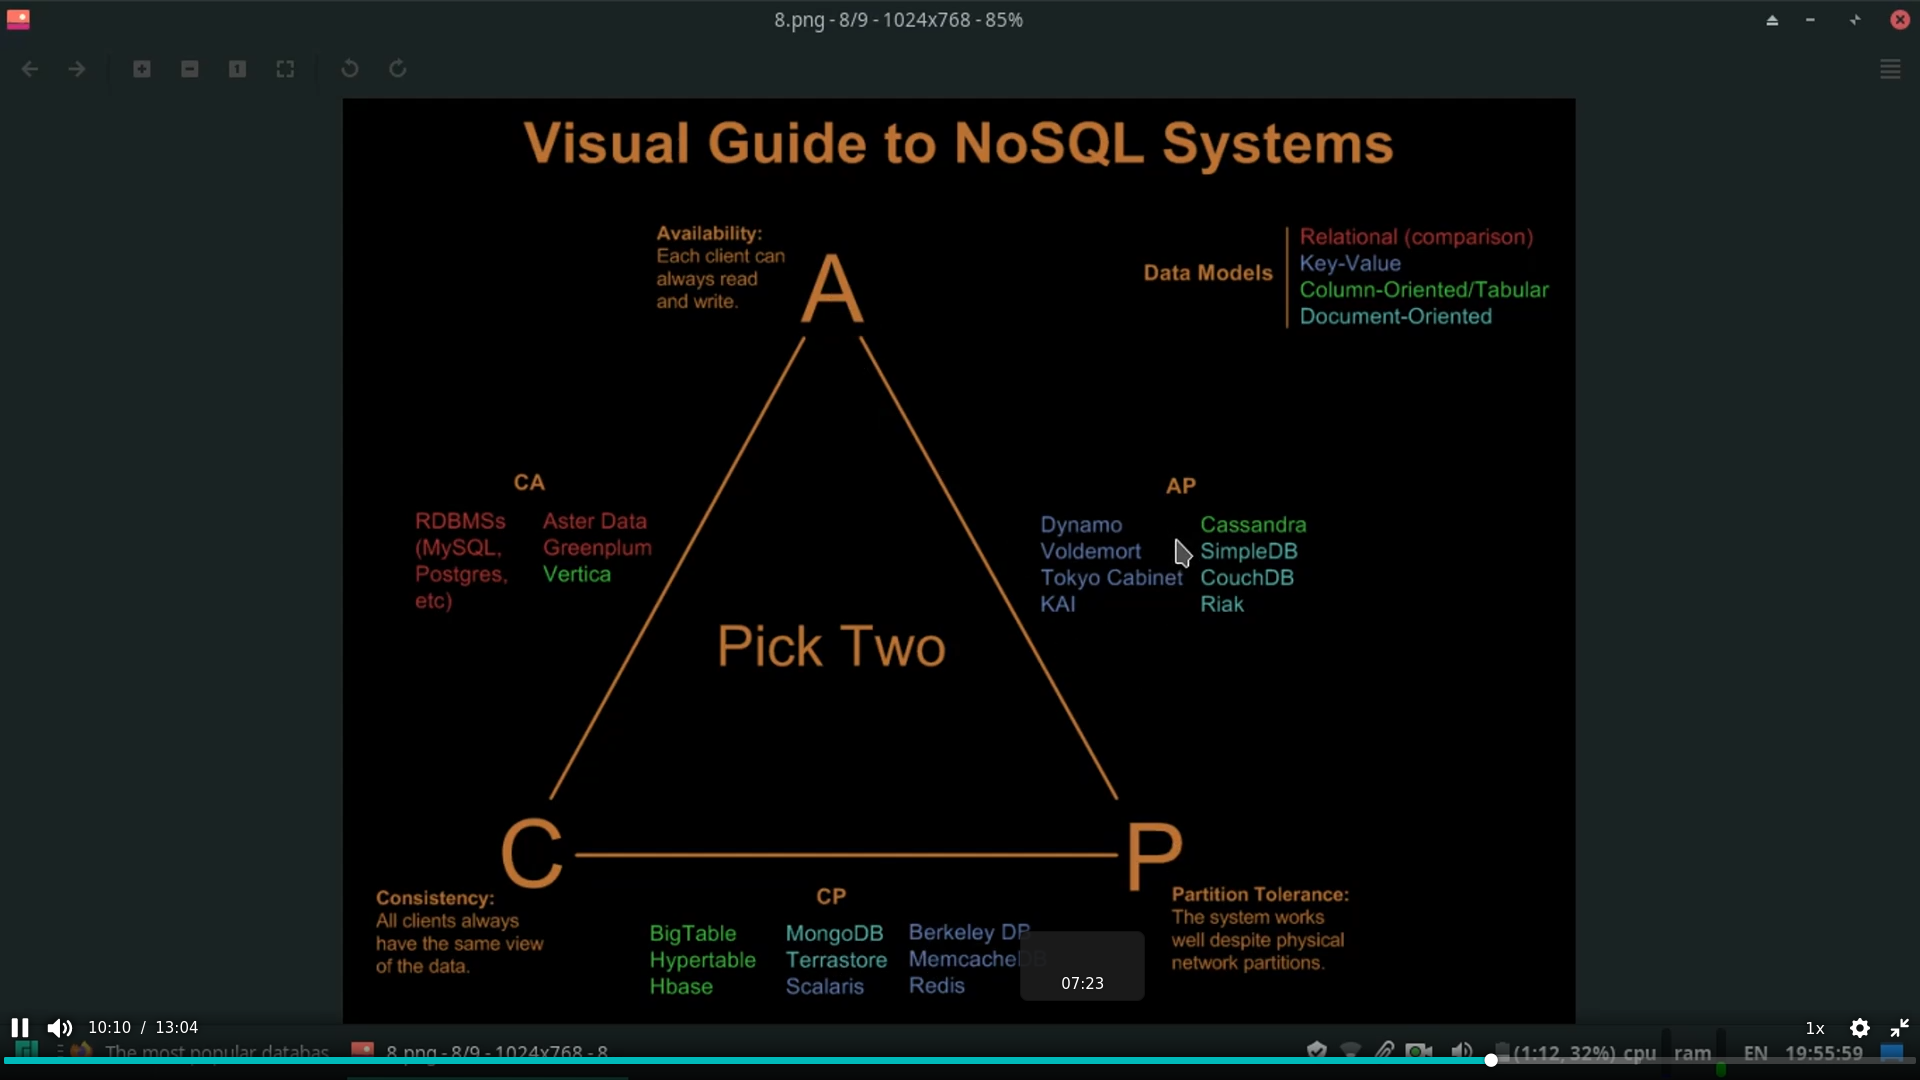 8.png - 8/9 - 1024x768 - 85%
Visual Guide to NoSQL Systems
Availability:
Each client can
always read
and write.
A
Data Models
Relational (comparison)
Key-Value
Column-Oriented/Tabular
Document-Oriented
CA
RDBMSs
(MySQL,
Postgres,
etc)
Aster Data
Greenplum
Vertica
AP
Dynamo
Voldemort
Tokyo Cabinet
KAI
Cassandra
SimpleDB
CouchDB
Riak
Pick Two
C
P
Consistency:
All clients always
have the same view
of the data.
CP
BigTable
Hypertable
Hbase
MongoDB
Terrastore
Scalaris
Berkeley DB
MemcacheDB
Redis
Partition Tolerance:
The system works
well despite physical
network partitions.
07:23
10:10 / 13:04
1x
The most popular databas
8.png - 8/9 - 1024x768 - 8
(1:12, 32%) cpu ram EN 19:55:59